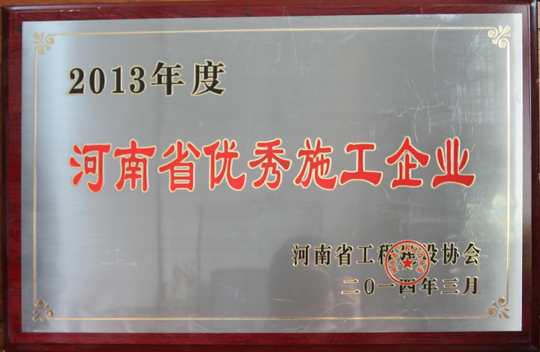 2013年度
河南省优秀施工企业
河南省工程建设协会
二〇一四年三月